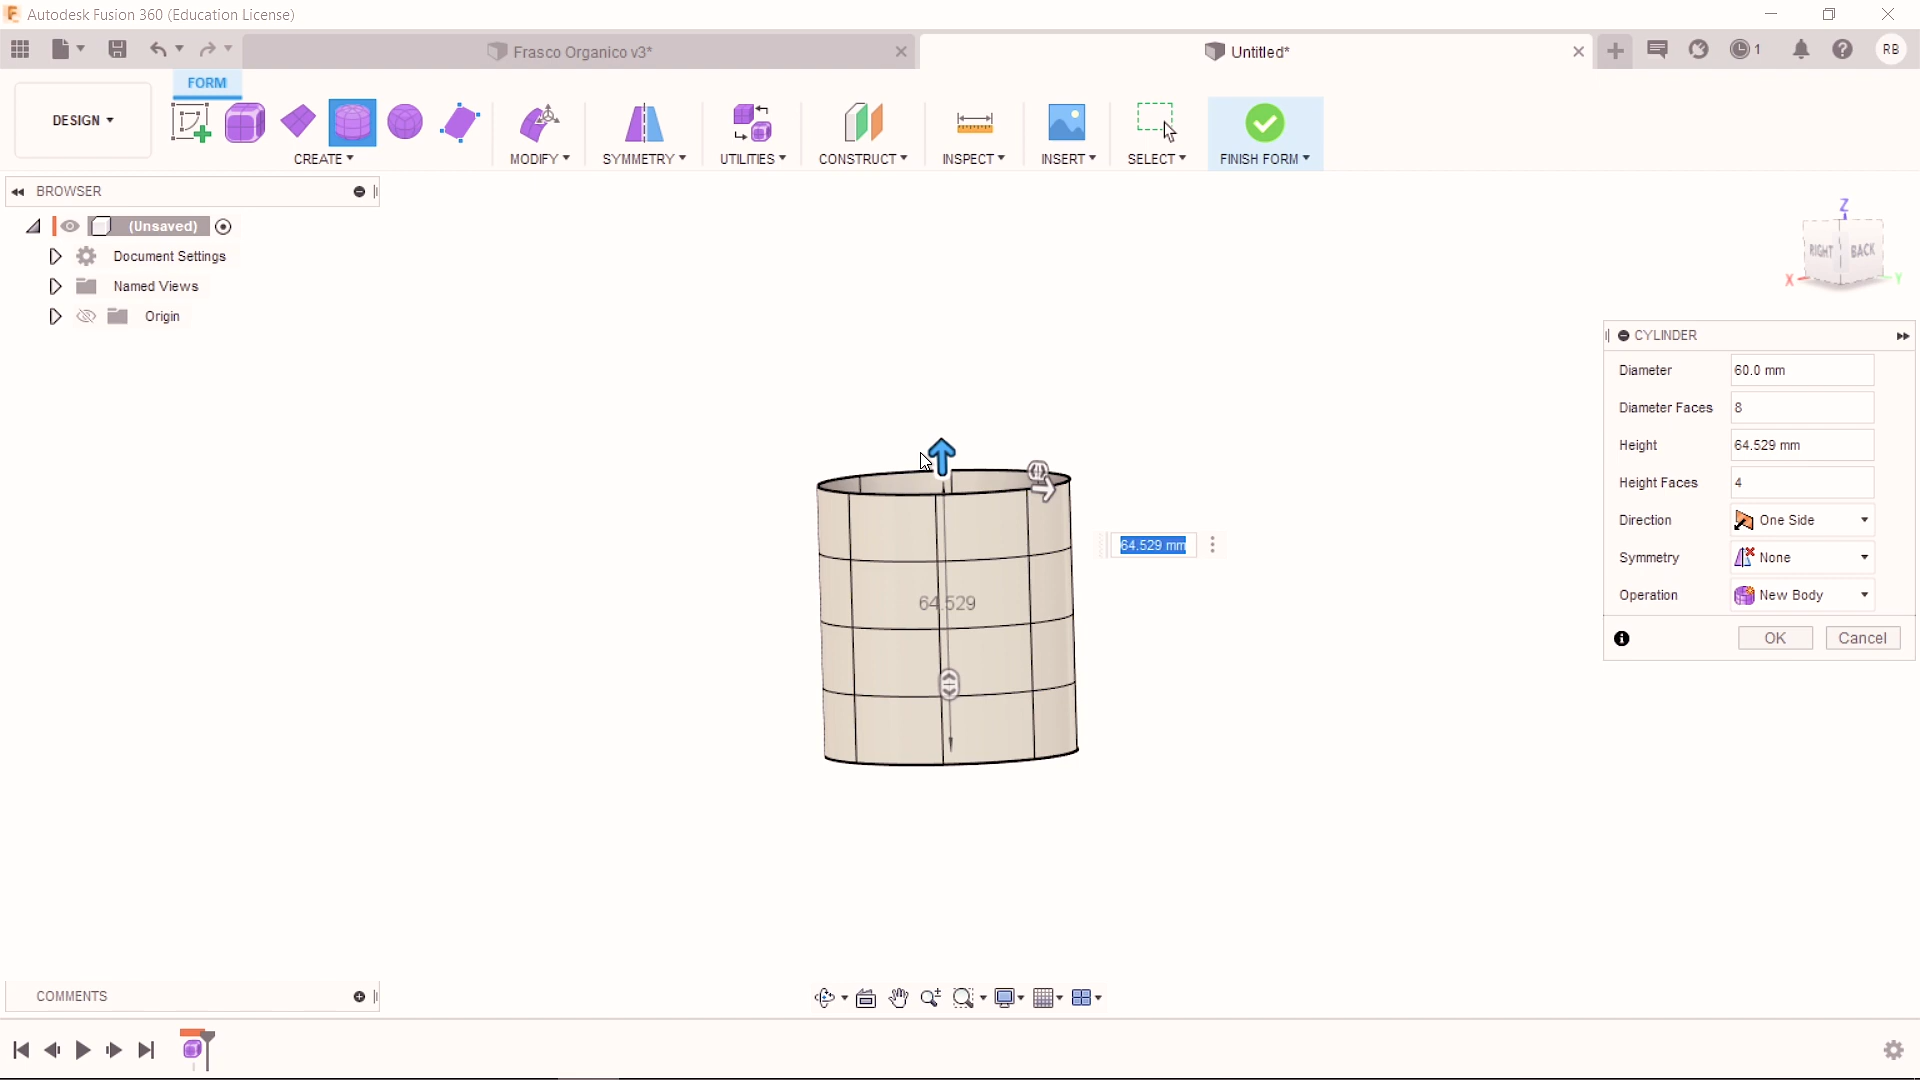 Autodesk Fusion 360 (Education License)
Frasco Organico v3*
Untitled*
1
RB
FORM
DESIGN
CREATE
MODIFY
SYMMETRY
UTILITIES
CONSTRUCT
INSPECT
INSERT
SELECT
FINISH FORM
BROWSER
(Unsaved)
Document Settings
Named Views
Origin
Z
RIGHT
BACK
X
Y
CYLINDER
Diameter 60.0 mm
Diameter Faces 8
Height 64.529 mm
Height Faces 4
Direction One Side
Symmetry None
Operation New Body
OK Cancel
64.529 mm
64.529
COMMENTS